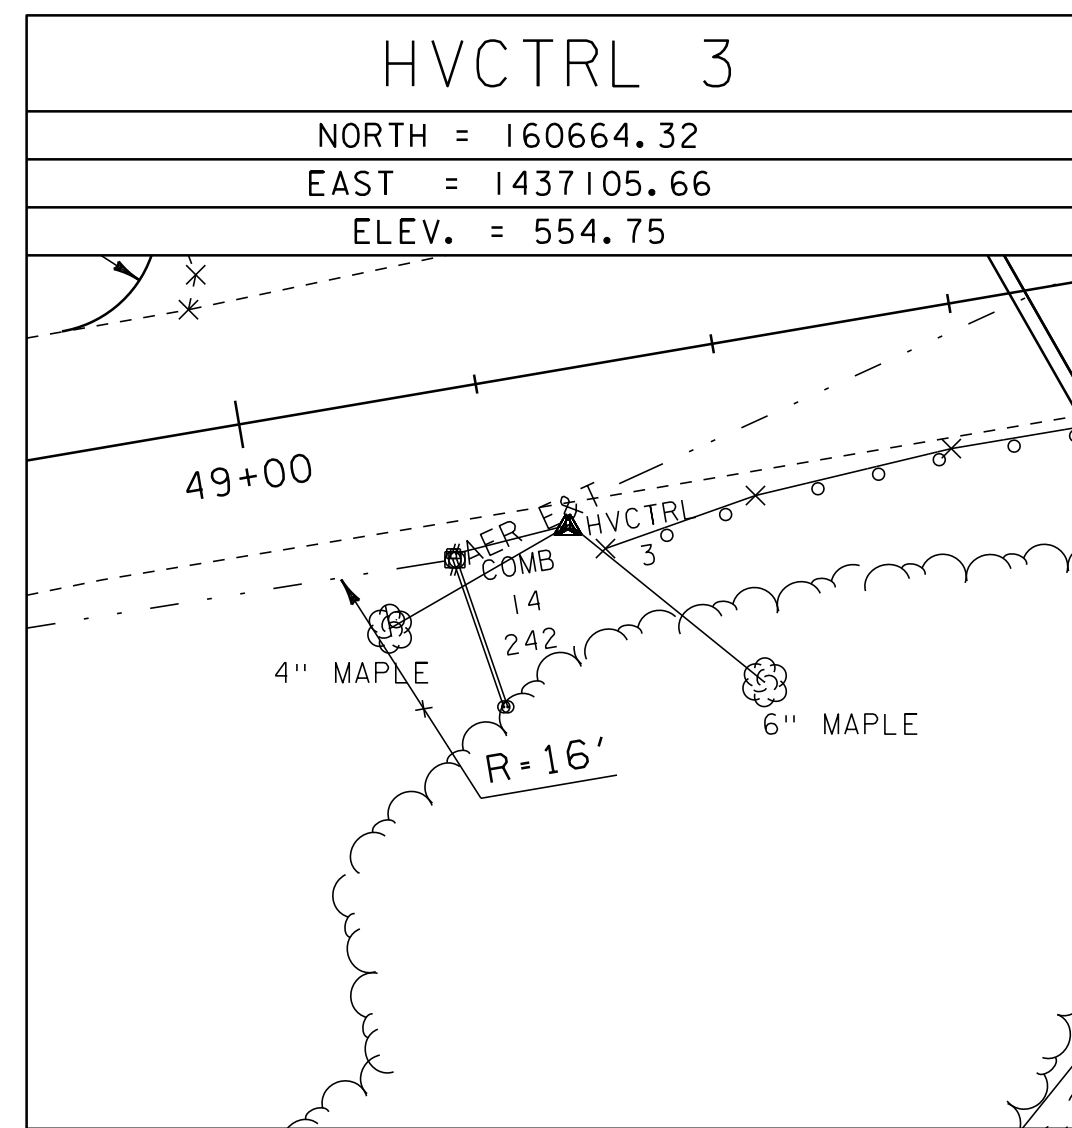 HVCTRL 3
NORTH = 160664.32
EAST = 1437105.66
ELEV. = 554.75
49+00
AER E&T
HVCTRL
3
COMB
14
242
4" MAPLE
6" MAPLE
R=16'